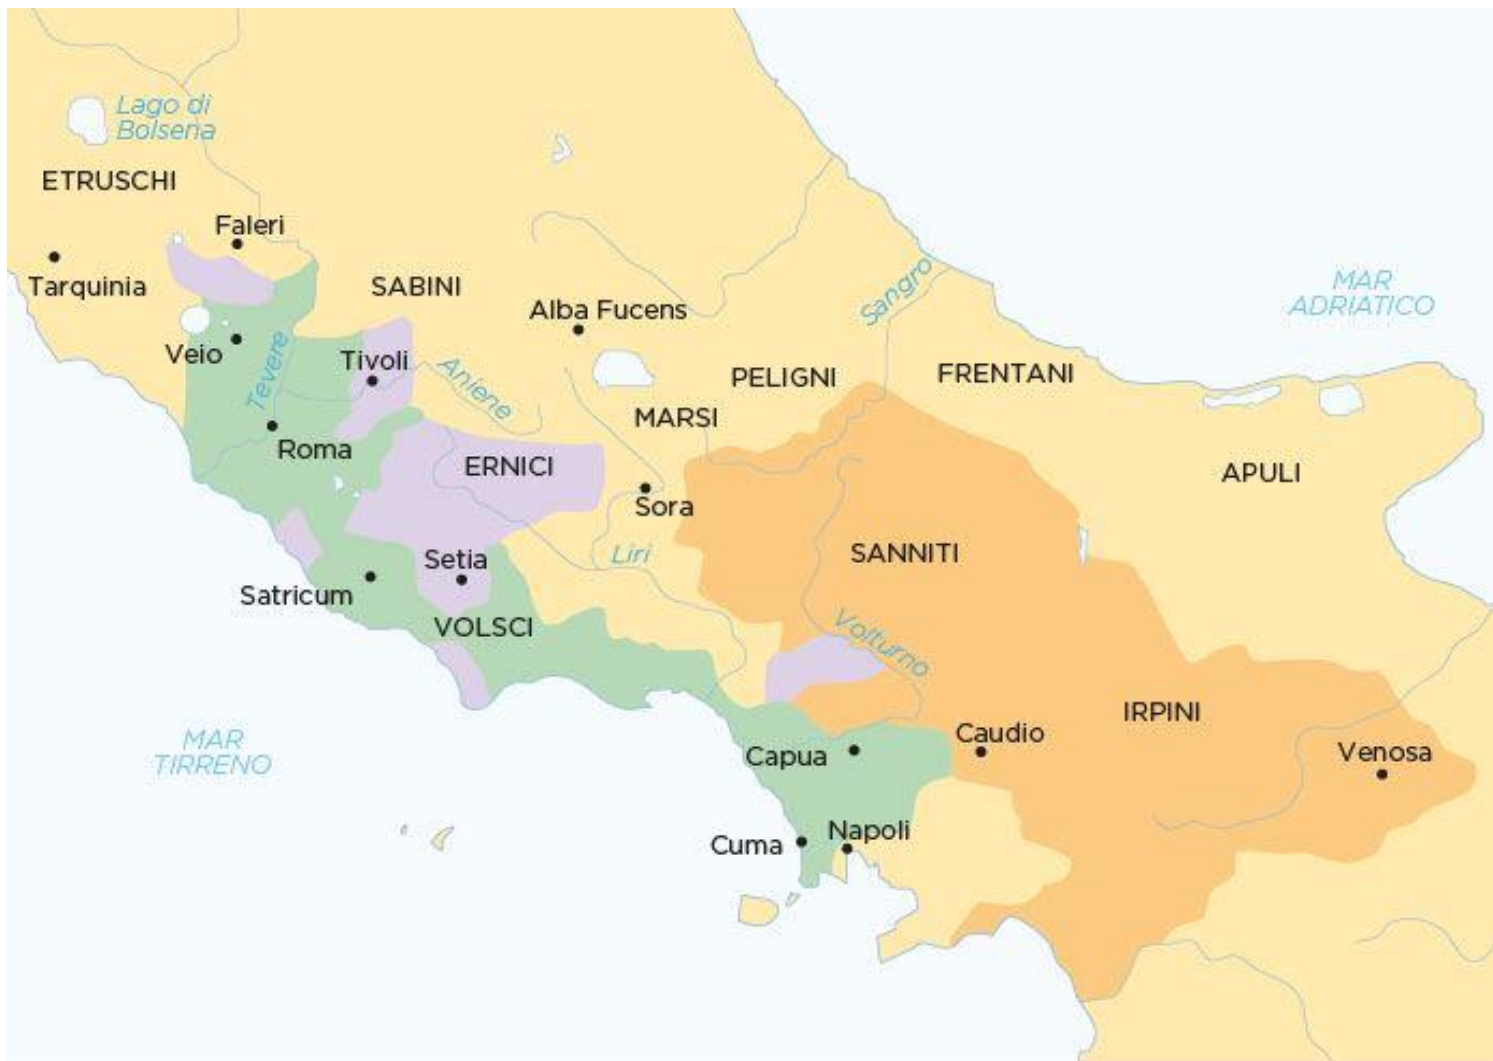 Lago di
Bolsena
ETRUSCHI
Faleri
Tarquinia
SABINI
Alba Fucens
Sangro
MAR
ADRIATICO
Veio
Tevere
Tivoli
Aniene
PELIGNI
FRENTANI
MARSI
Roma
ERNICI
APULI
Sora
Setia
Liri
SANNITI
Satricum
VOLSCI
Volturno
MAR
TIRRENO
IRPINI
Capua
Caudio
Venosa
Cuma
Napoli